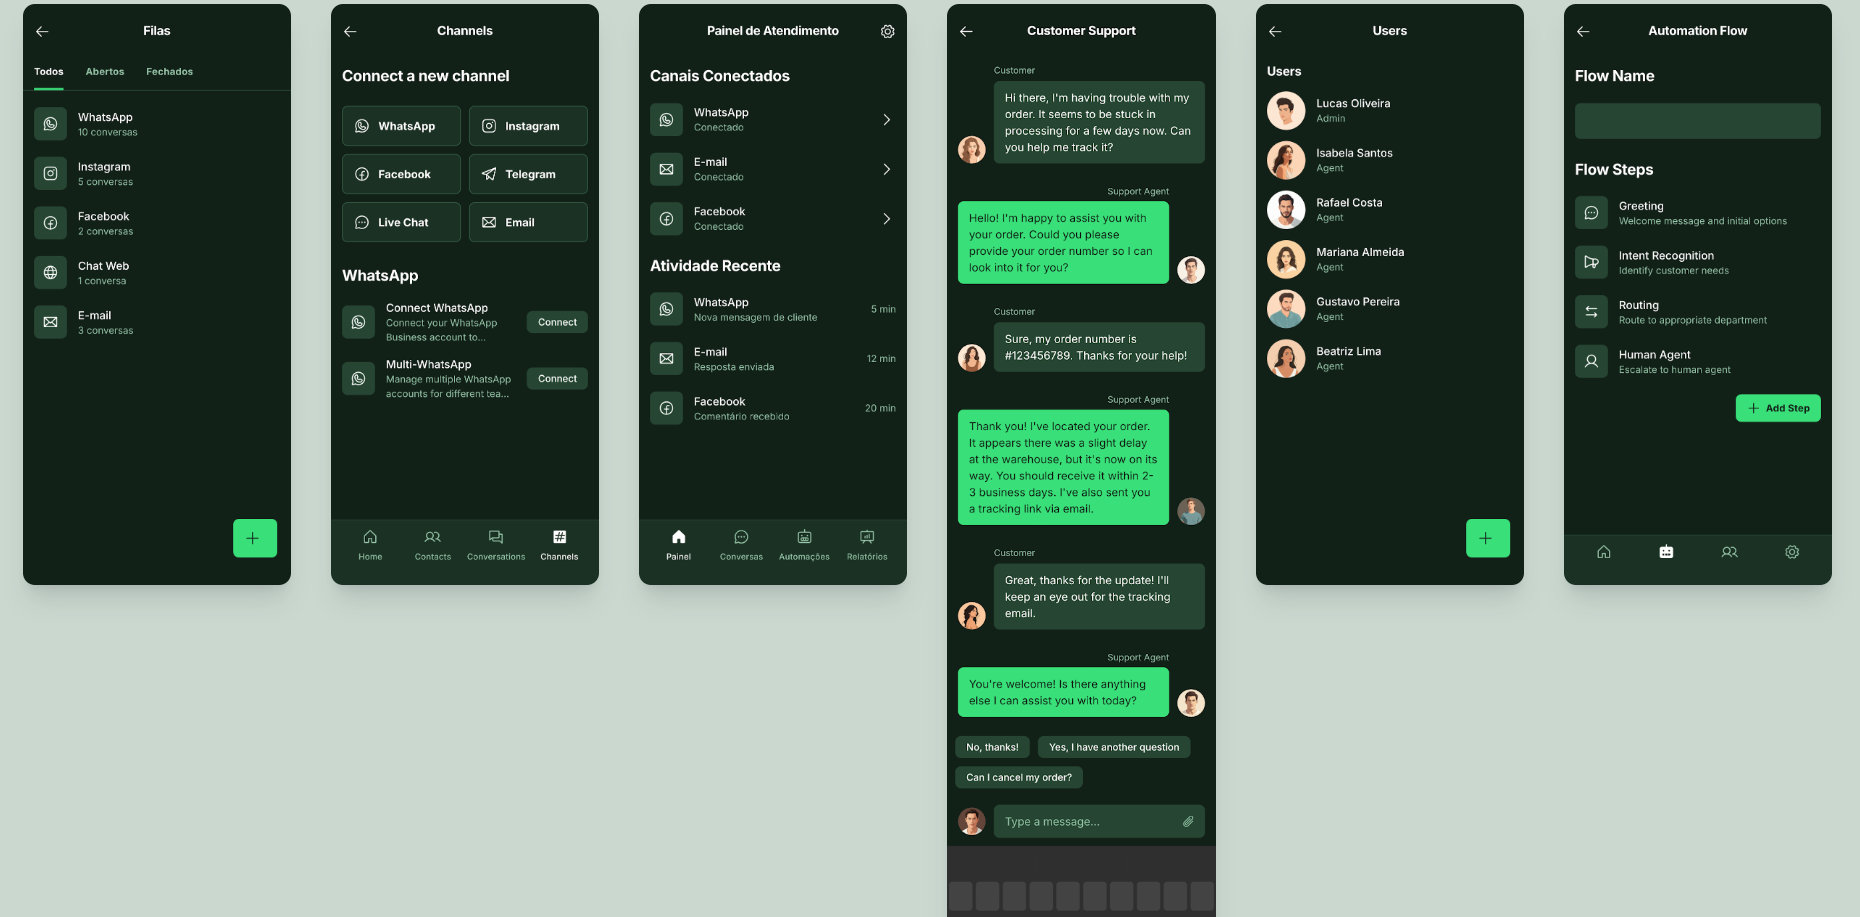 Filas
Todos
Abertos
Fechados
WhatsApp
10 conversas
Instagram
5 conversas
Facebook
2 conversas
Chat Web
1 conversa
E-mail
3 conversas
Channels
Connect a new channel
WhatsApp
Instagram
Facebook
Telegram
Live Chat
Email
WhatsApp
Connect WhatsApp
Connect your WhatsApp
Business account to...
Connect
Multi-WhatsApp
Manage multiple WhatsApp
accounts for different tea...
Connect
Home
Contacts
Conversations
Channels
Painel de Atendimento
Canais Conectados
WhatsApp
Conectado
E-mail
Conectado
Facebook
Conectado
Atividade Recente
WhatsApp
Nova mensagem de cliente
5 min
E-mail
Resposta enviada
12 min
Facebook
Comentário recebido
20 min
Painel
Conversas
Automações
Relatórios
Customer Support
Customer
Hi there, I'm having trouble with my
order. It seems to be stuck in
processing for a few days now. Can
you help me track it?
Support Agent
Hello! I'm happy to assist you with
your order. Could you please
provide your order number so I can
look into it for you?
Customer
Sure, my order number is
#123456789. Thanks for your help!
Support Agent
Thank you! I've located your order.
It appears there was a slight delay
at the warehouse, but it's now on its
way. You should receive it within 2-
3 business days. I've also sent you
a tracking link via email.
Customer
Great, thanks for the update! I'll
keep an eye out for the tracking
email.
Support Agent
You're welcome! Is there anything
else I can assist you with today?
No, thanks!
Yes, I have another question
Can I cancel my order?
Type a message...
Users
Users
Lucas Oliveira
Admin
Isabela Santos
Agent
Rafael Costa
Agent
Mariana Almeida
Agent
Gustavo Pereira
Agent
Beatriz Lima
Agent
Automation Flow
Flow Name
Flow Steps
Greeting
Welcome message and initial options
Intent Recognition
Identify customer needs
Routing
Route to appropriate department
Human Agent
Escalate to human agent
Add Step